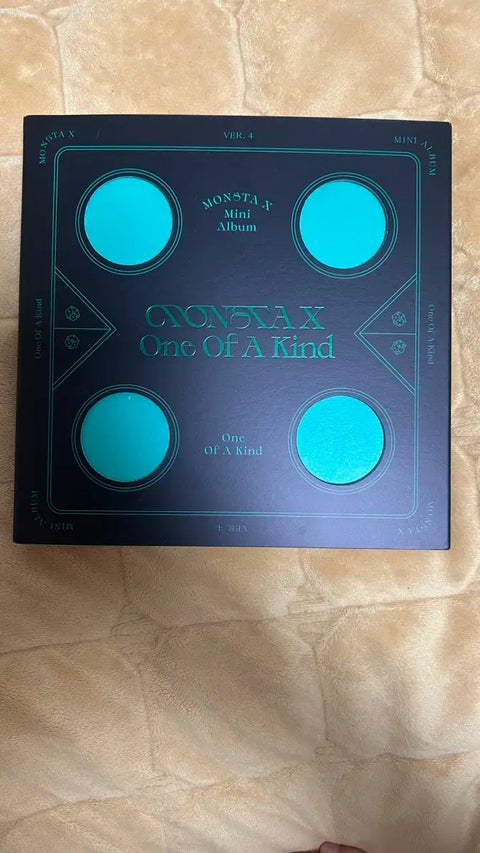 MONSTA X
VER. 4
MINI ALBUM
MONSTA X
Mini
Album
One Of A Kind
MONSTA X
One Of A Kind
One Of A Kind
One
Of A Kind
MINI ALBUM
VER. 4
MONSTA X